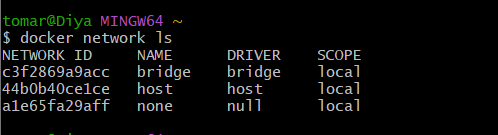 tomar@Diya MINGW64 ~
$ docker network ls
NETWORK ID     NAME      DRIVER    SCOPE
c3f2869a9acc   bridge    bridge    local
44b0b40ce1ce   host      host      local
a1e65fa29aff   none      null      local